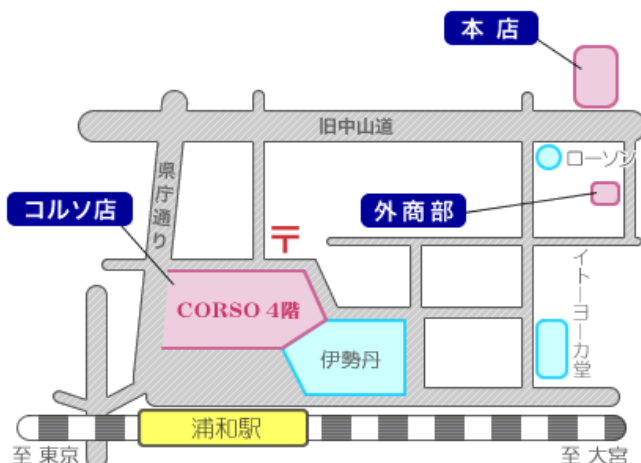 本店
旧中山道
ローソン
県庁通り
外商部
コルソ店
〒
イトーヨーカ堂
CORSO 4階
伊勢丹
浦和駅
至 東京
至 大宮